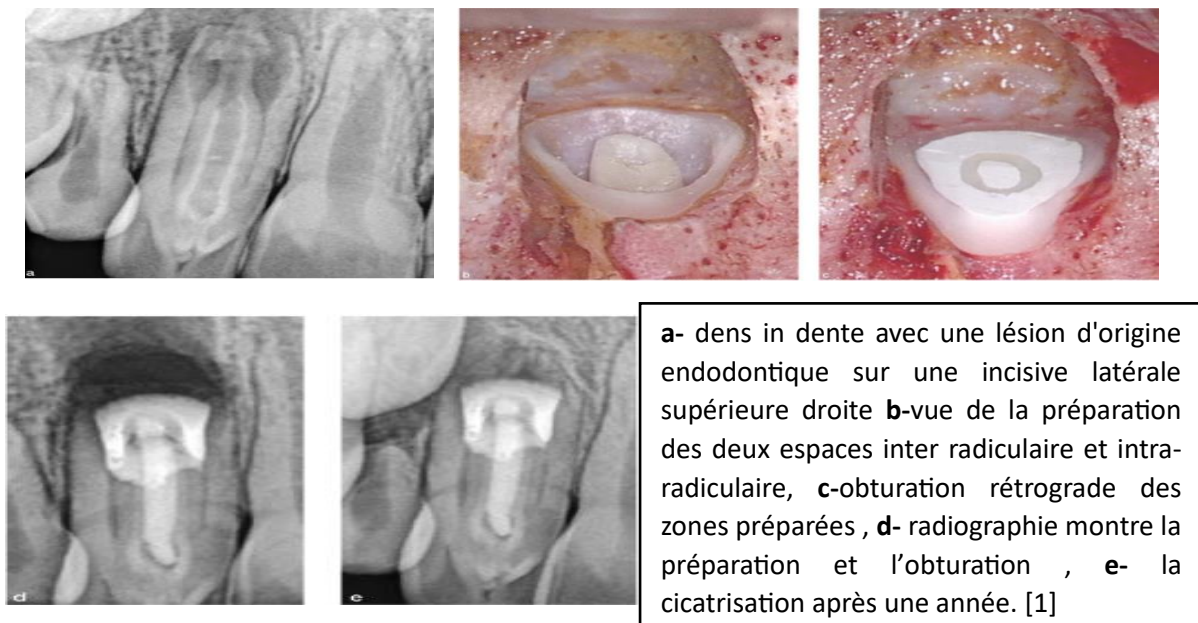 a
b
c
d
e
a- dens in dente avec une lésion d'origine
endodontique sur une incisive latérale
supérieure droite b-vue de la préparation
des deux espaces inter radiculaire et intra-
radiculaire, c-obturation rétrograde des
zones préparées , d- radiographie montre la
préparation et l'obturation , e- la
cicatrisation après une année. [1]